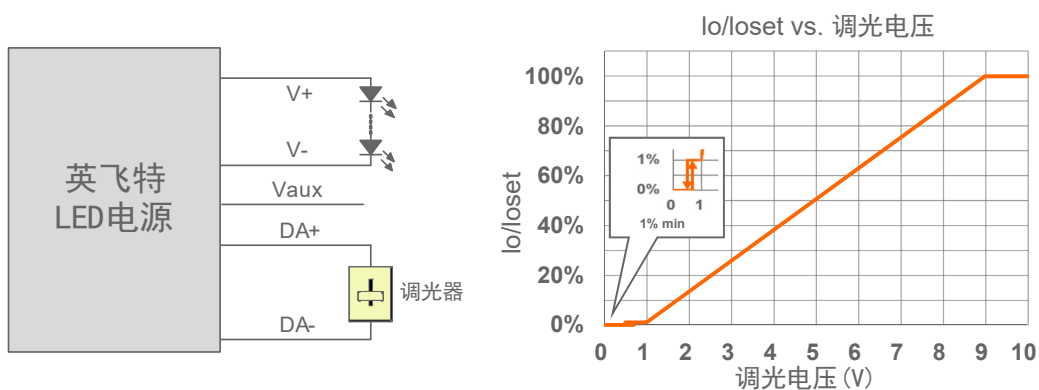 英飞特
LED电源
V+
V-
Vaux
DA+
DA-
调光器
Io/Ioset vs. 调光电压
Io/Ioset
100%
80%
60%
40%
20%
0%
1%
0%
0 1
1% min
0 1 2 3 4 5 6 7 8 9 10
调光电压(V)